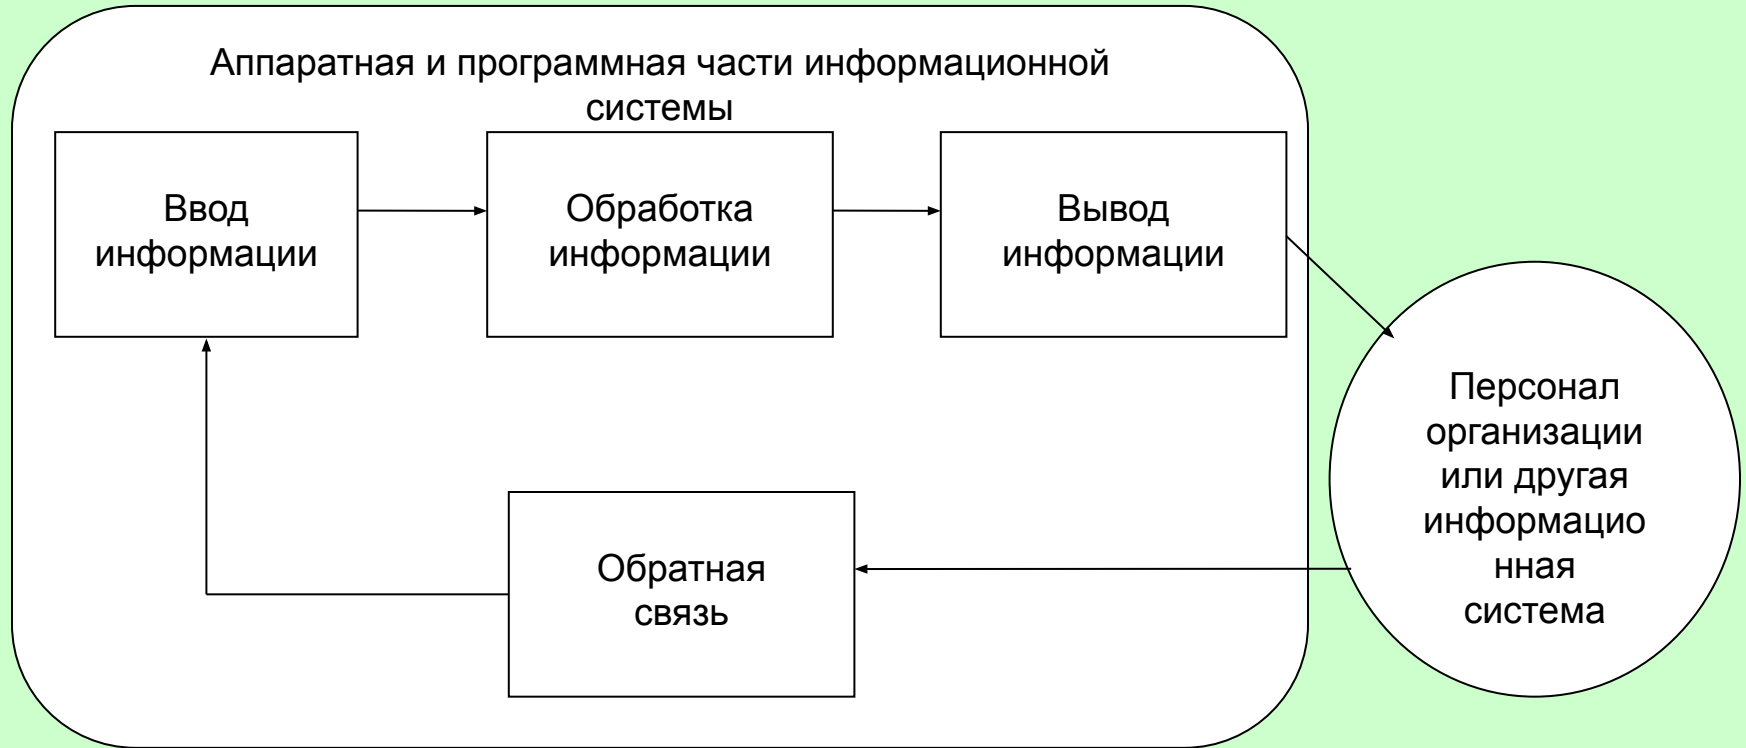 Аппаратная и программная части информационной
системы
Ввод
информации
Обработка
информации
Вывод
информации
Персонал
организации
или другая
информацио
нная
система
Обратная
связь